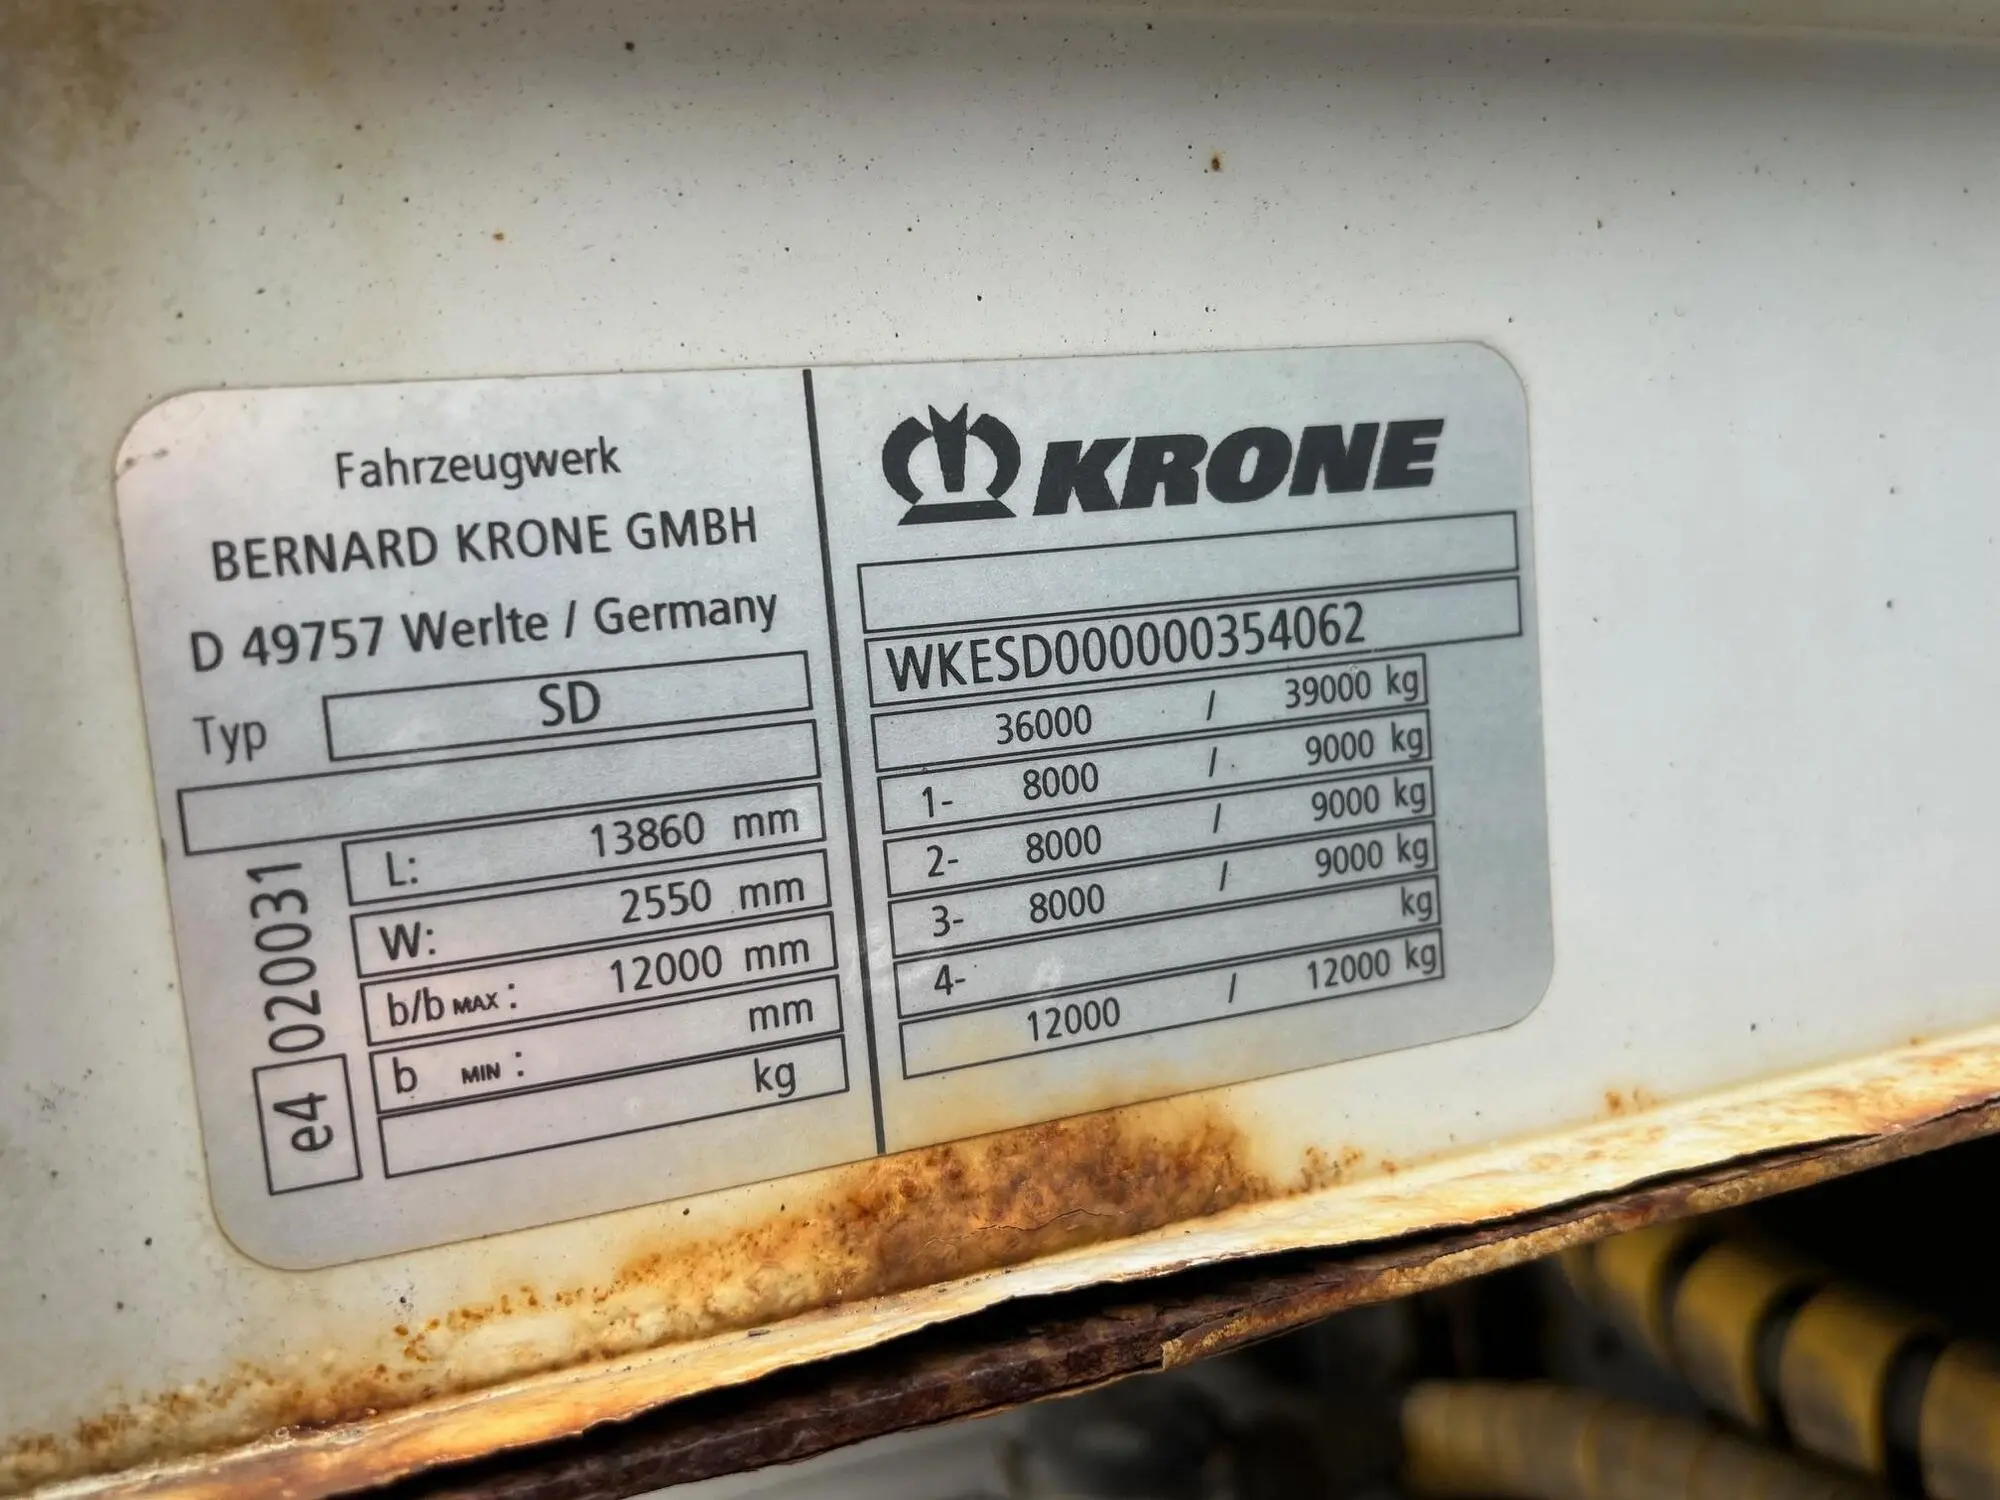 Fahrzeugwerk
BERNARD KRONE GMBH
D 49757 Werlte / Germany
Typ SD
L: 13860 mm
W: 2550 mm
b/b MAX : 12000 mm
b MIN : mm
kg
e4 020031
KRONE
WKESD000000354062
36000 / 39000 kg
1- 8000 / 9000 kg
2- 8000 / 9000 kg
3- 8000 / 9000 kg
4- kg
12000 / 12000 kg